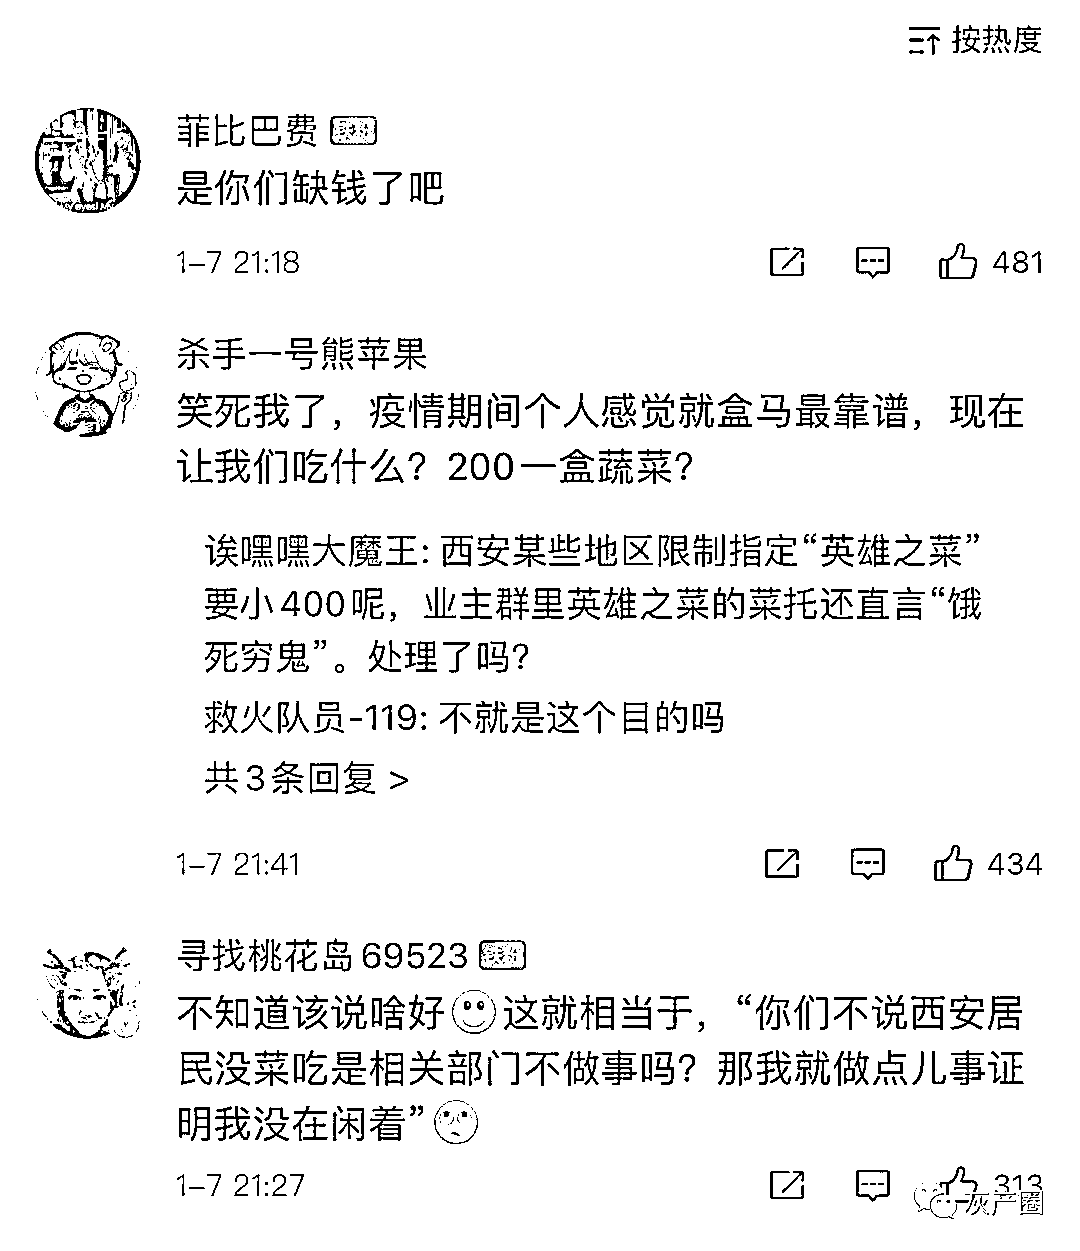 按热度
菲比巴费 铁粉
是你们缺钱了吧
1-7 21:18
481
杀手一号熊苹果
笑死我了，疫情期间个人感觉就盒马最靠谱，现在
让我们吃什么？200一盒蔬菜？
诶嘿嘿大魔王: 西安某些地区限制指定“英雄之菜”
要小400呢，业主群里英雄之菜的菜托还直言“饿
死穷鬼”。处理了吗？
救火队员-119: 不就是这个目的吗
共3条回复 >
1-7 21:41
434
寻找桃花岛69523 铁粉
不知道该说啥好 这就相当于，“你们不说西安居
民没菜吃是相关部门不做事吗？那我就做点儿事证
明我没在闲着”
1-7 21:27
313
灰产圈